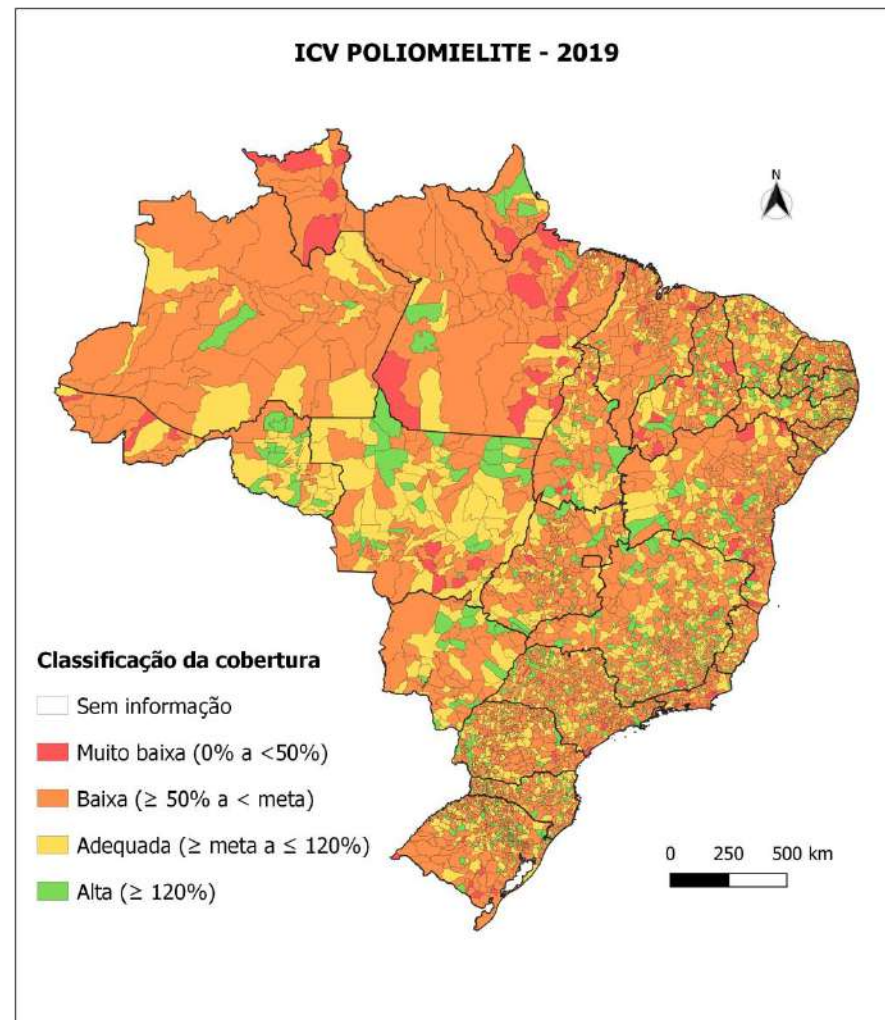 ICV POLIOMIELITE - 2019
N
Classificação da cobertura
Sem informação
Muito baixa (0% a <50%)
Baixa (≥ 50% a < meta)
Adequada (≥ meta a ≤ 120%)
Alta (≥ 120%)
0 250 500 km